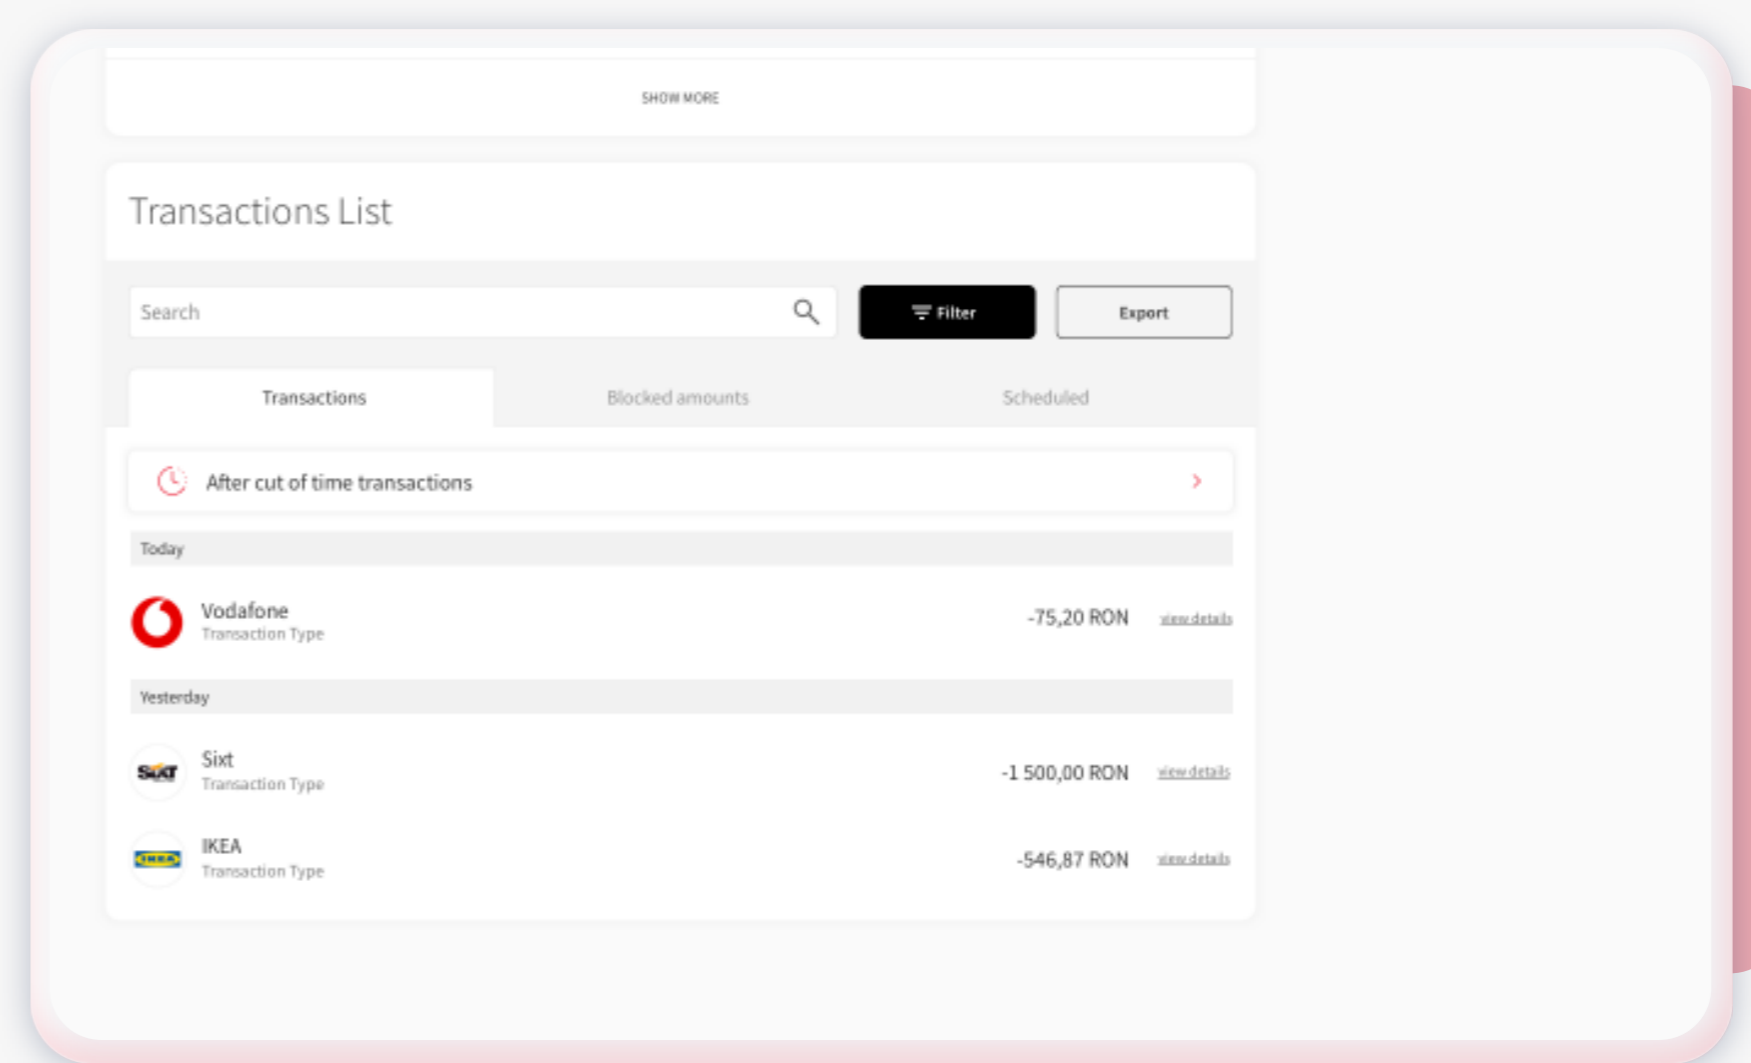 SHOW MORE
Transactions List
Search
Filter
Export
Transactions
Blocked amounts
Scheduled
After cut of time transactions
Today
Vodafone
-75,20 RON
view details
Transaction Type
Yesterday
SIXT
Sixt
-1 500,00 RON
view details
Transaction Type
IKEA
IKEA
-546,87 RON
view details
Transaction Type